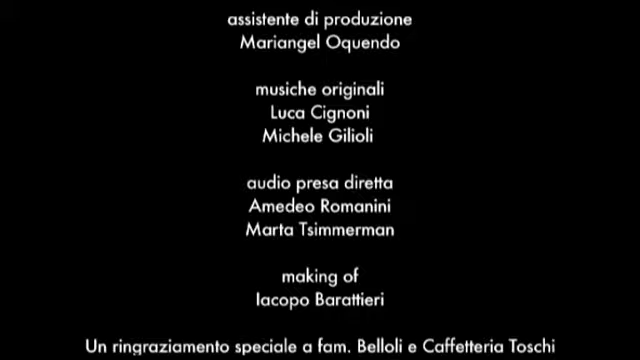 assistente di produzione
Mariangel Oquendo
musiche originali
Luca Cignoni
Michele Gilioli
audio presa diretta
Amedeo Romanini
Marta Tsimmerman
making of
Iacopo Barattieri
Un ringraziamento speciale a fam. Belloli e Caffetteria Toschi